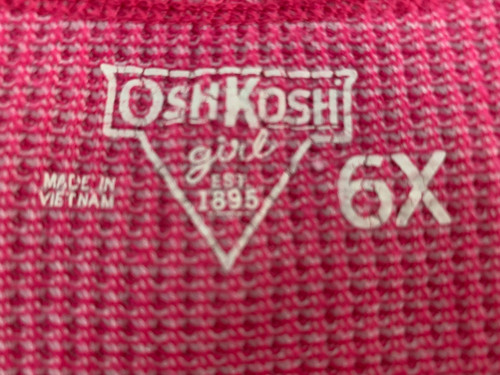 OSHKOSH
girl
EST
1895
MADE IN
VIETNAM
6X